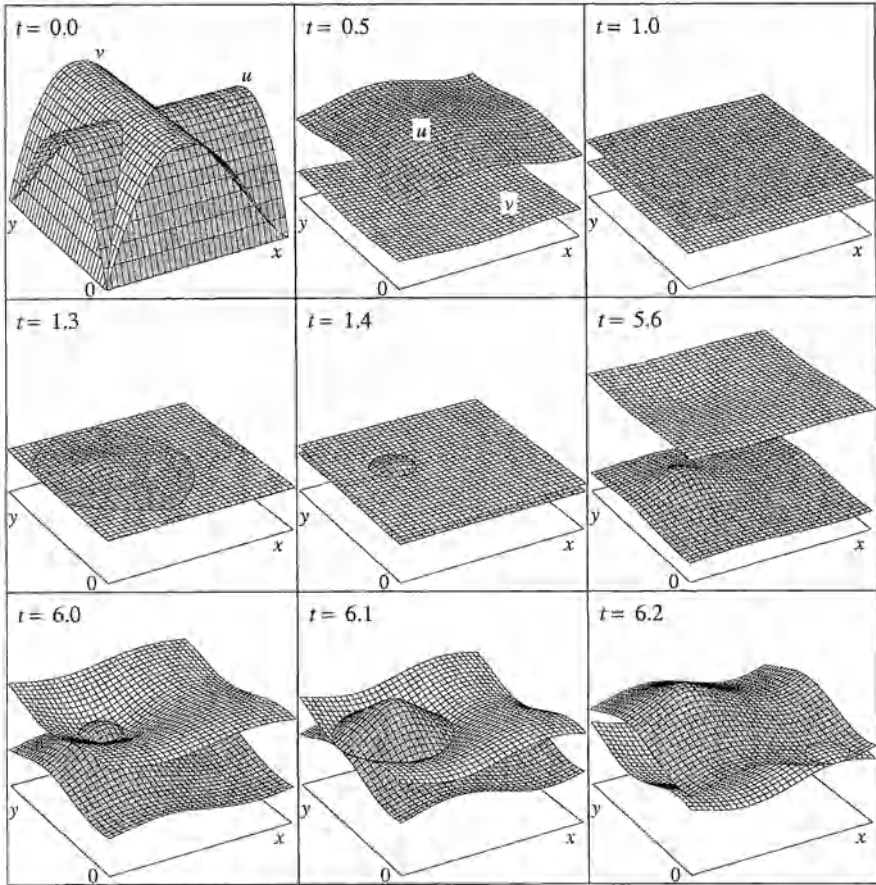 t = 0.0
v
u
y
x
0
t = 0.5
u
v
y
x
0
t = 1.0
y
x
0
t = 1.3
y
x
0
t = 1.4
y
x
0
t = 5.6
y
x
0
t = 6.0
y
x
0
t = 6.1
y
x
0
t = 6.2
y
x
0